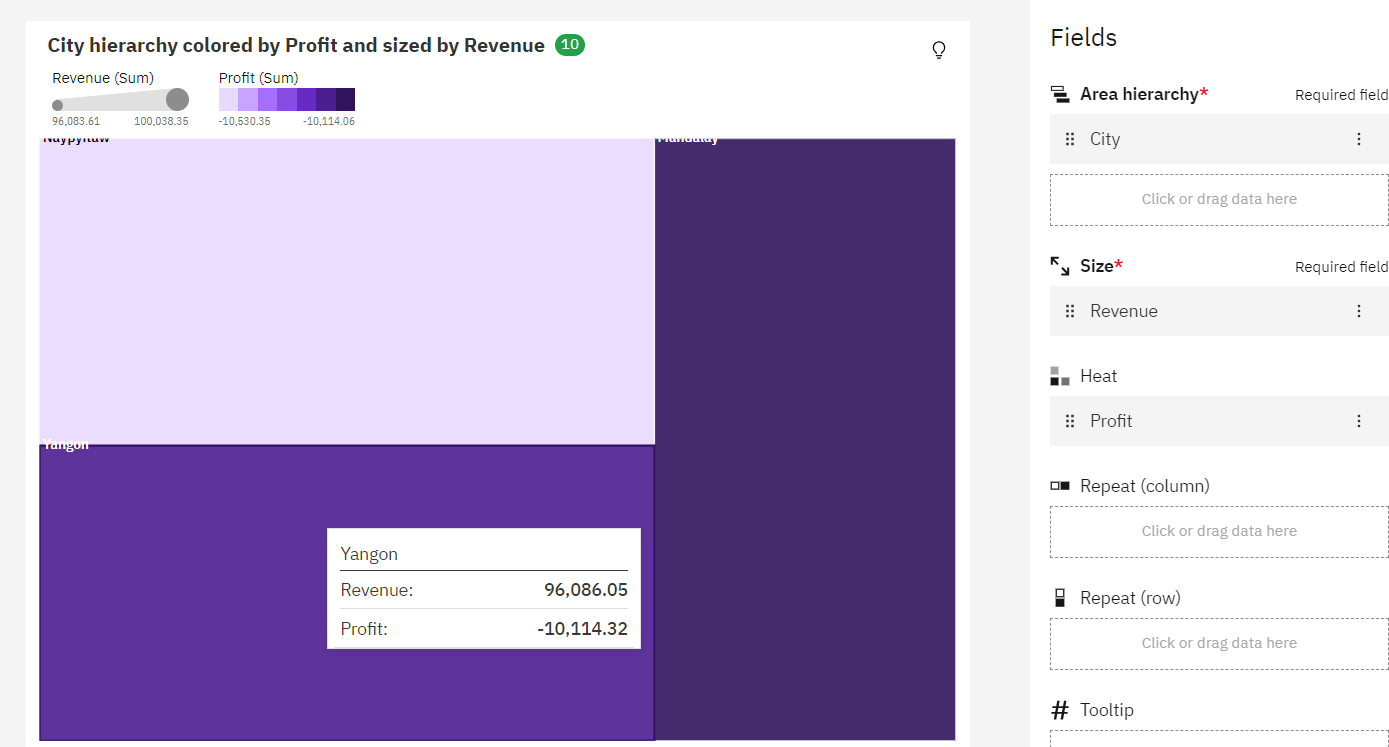 City hierarchy colored by Profit and sized by Revenue 10
Revenue (Sum)
96,083.61 100,038.35
Profit (Sum)
-10,530.35 -10,114.06
Naypyitaw
Mandalay
Yangon
Yangon
Revenue: 96,086.05
Profit: -10,114.32
Fields
Area hierarchy* Required field
City
Click or drag data here
Size* Required field
Revenue
Heat
Profit
Repeat (column)
Click or drag data here
Repeat (row)
Click or drag data here
# Tooltip